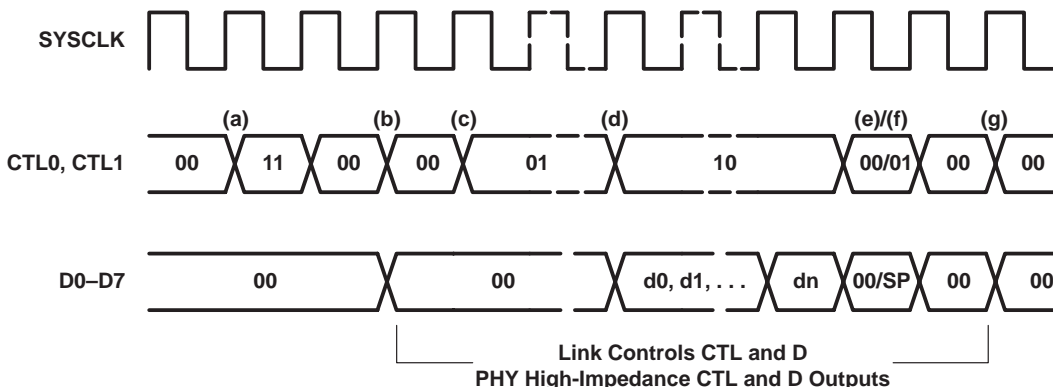 SYSCLK
(a) (b) (c) (d) (e)/(f) (g)
CTL0, CTL1 00 11 00 00 01 10 00/01 00 00
D0–D7 00 00 d0, d1, . . . dn 00/SP 00 00
Link Controls CTL and D
PHY High-Impedance CTL and D Outputs